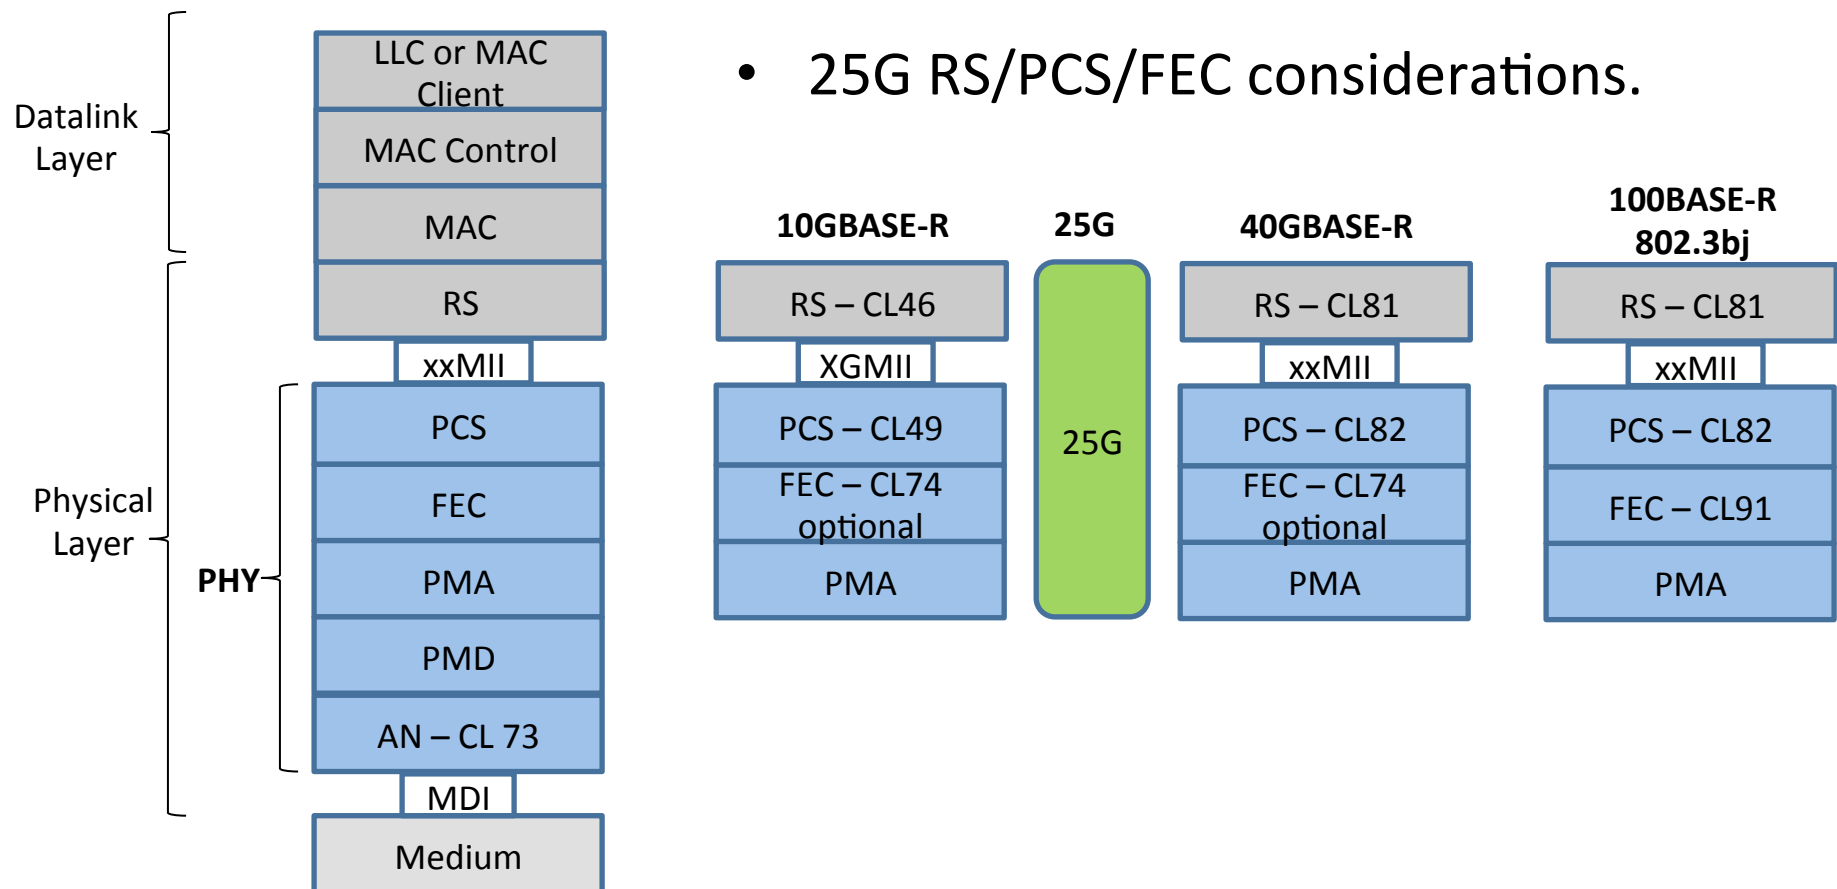 • 25G RS/PCS/FEC considerations.
Datalink
Layer
Physical
Layer
PHY
LLC or MAC
Client
MAC Control
MAC
RS
xxMII
PCS
FEC
PMA
PMD
AN – CL 73
MDI
Medium
10GBASE-R
RS – CL46
XGMII
PCS – CL49
FEC – CL74
optional
PMA
25G
25G
40GBASE-R
RS – CL81
xxMII
PCS – CL82
FEC – CL74
optional
PMA
100BASE-R
802.3bj
RS – CL81
xxMII
PCS – CL82
FEC – CL91
PMA